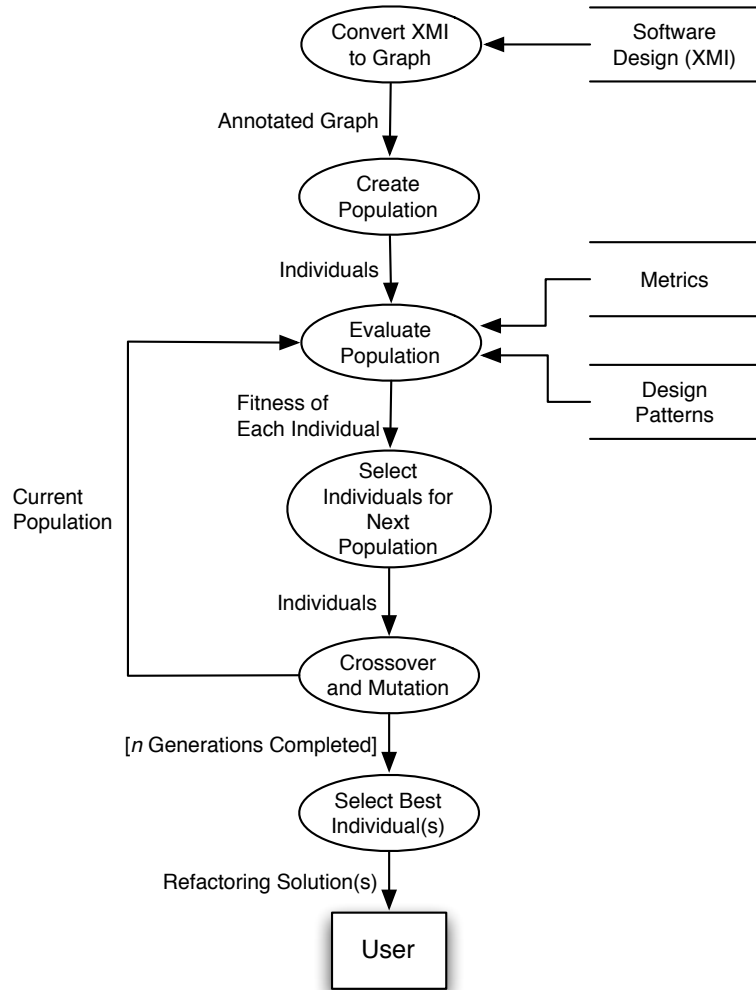 Convert XMI
to Graph
Software
Design (XMI)
Annotated Graph
Create
Population
Individuals
Metrics
Evaluate
Population
Design
Patterns
Fitness of
Each Individual
Select
Individuals for
Next
Population
Current
Population
Individuals
Crossover
and Mutation
[n Generations Completed]
Select Best
Individual(s)
Refactoring Solution(s)
User